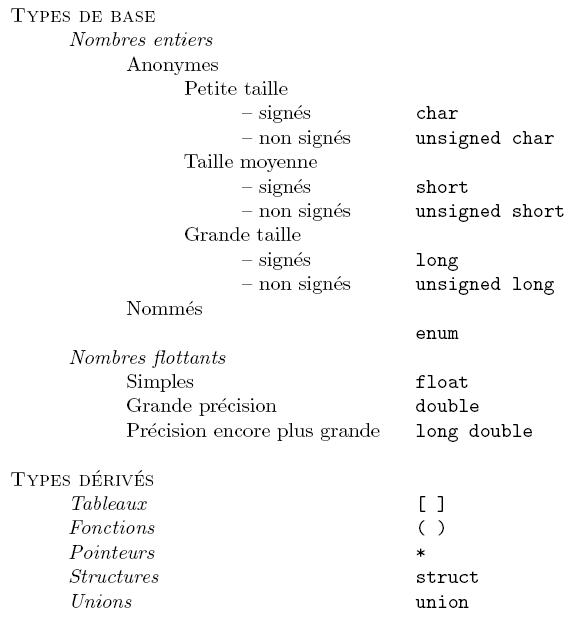 Types de base
Nombres entiers
Anonymes
Petite taille
– signés char
– non signés unsigned char
Taille moyenne
– signés short
– non signés unsigned short
Grande taille
– signés long
– non signés unsigned long
Nommés
enum
Nombres flottants
Simples float
Grande précision double
Précision encore plus grande long double
Types dérivés
Tableaux [ ]
Fonctions ( )
Pointeurs *
Structures struct
Unions union